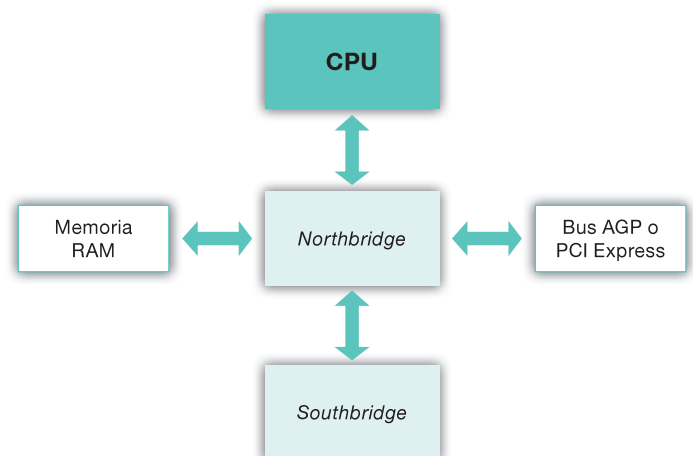 CPU
Memoria
RAM
Northbridge
Bus AGP o
PCI Express
Southbridge